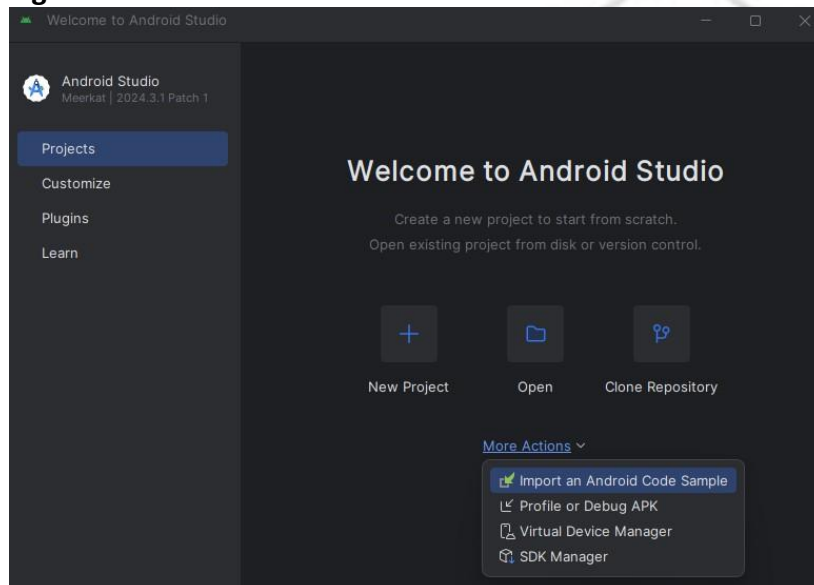 Welcome to Android Studio
Android Studio
Meerkat | 2024.3.1 Patch 1
Projects
Customize
Plugins
Learn
Welcome to Android Studio
Create a new project to start from scratch.
Open existing project from disk or version control.
New Project
Open
Clone Repository
More Actions
Import an Android Code Sample
Profile or Debug APK
Virtual Device Manager
SDK Manager